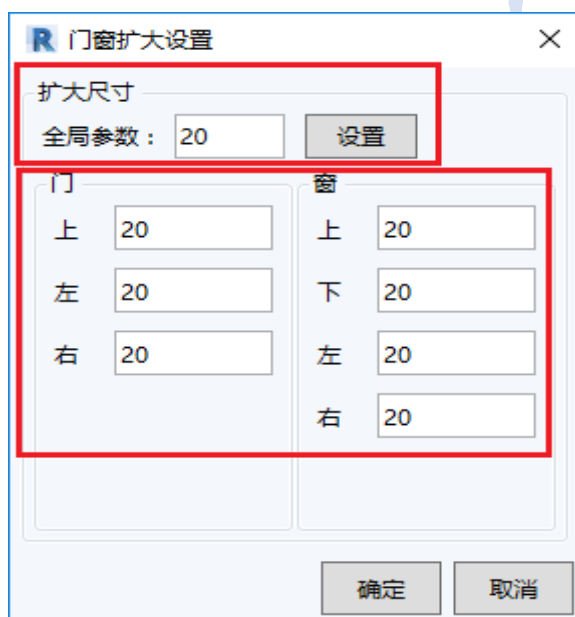 R 门窗扩大设置
扩大尺寸
全局参数： 20 设置
门
上 20
左 20
右 20
窗
上 20
下 20
左 20
右 20
确定 取消